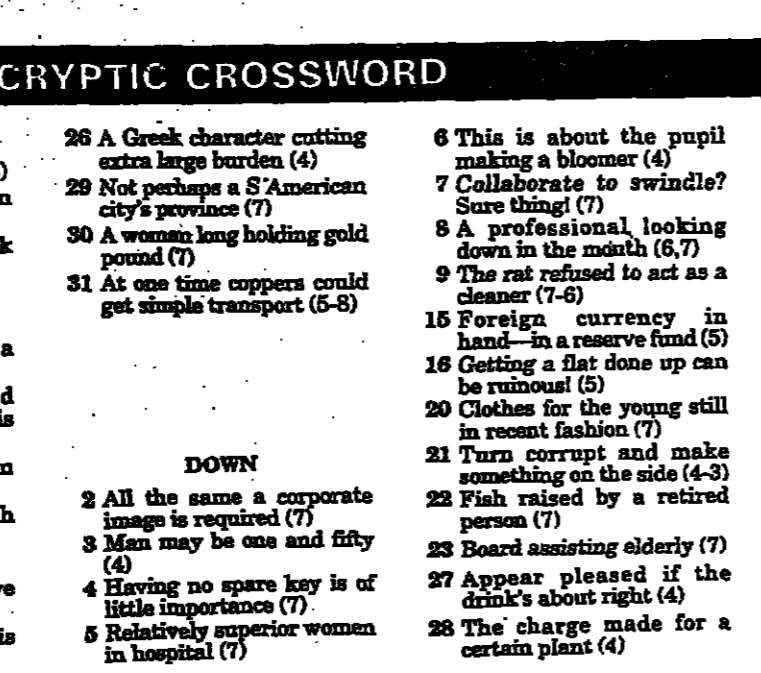 CRYPTIC CROSSWORD
)
n
k
a
d
is
n
h
re
is
26 A Greek character cutting
extra large burden (4)
29 Not perhaps a S'American
city's province (7)
30 A woman long holding gold
pound (7)
31 At one time coppers could
get simple transport (5-8)
DOWN
2 All the same a corporate
image is required (7)
3 Man may be one and fifty
(4)
4 Having no spare key is of
little importance (7)
5 Relatively superior women
in hospital (7)
6 This is about the pupil
making a bloomer (4)
7 Collaborate to swindle?
Sure thing! (7)
8 A professional looking
down in the mouth (6,7)
9 The rat refused to act as a
cleaner (7-6)
15 Foreign currency in
hand—in a reserve fund (5)
16 Getting a flat done up can
be ruinous! (5)
20 Clothes for the young still
in recent fashion (7)
21 Turn corrupt and make
something on the side (4-3)
22 Fish raised by a retired
person (7)
23 Board assisting elderly (7)
27 Appear pleased if the
drink's about right (4)
28 The charge made for a
certain plant (4)